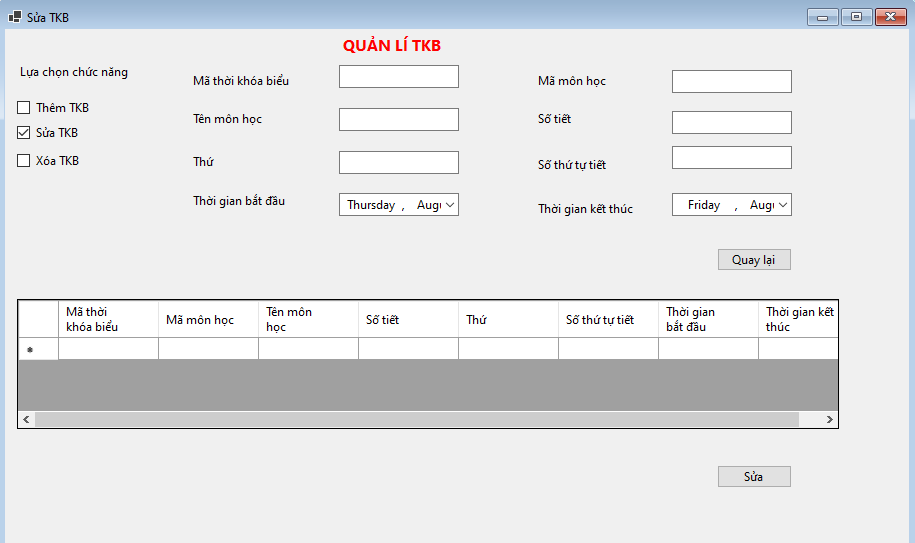 Sửa TKB
QUẢN LÍ TKB
Lựa chọn chức năng
Thêm TKB
Sửa TKB
Xóa TKB
Mã thời khóa biểu
Tên môn học
Thứ
Thời gian bắt đầu
Thursday , Augu
Mã môn học
Số tiết
Số thứ tự tiết
Thời gian kết thúc
Friday , Augu
Quay lại
Mã thời
khóa biểu
Mã môn học
Tên môn
học
Số tiết
Thứ
Số thứ tự tiết
Thời gian
bắt đầu
Thời gian kết
thúc
Sửa